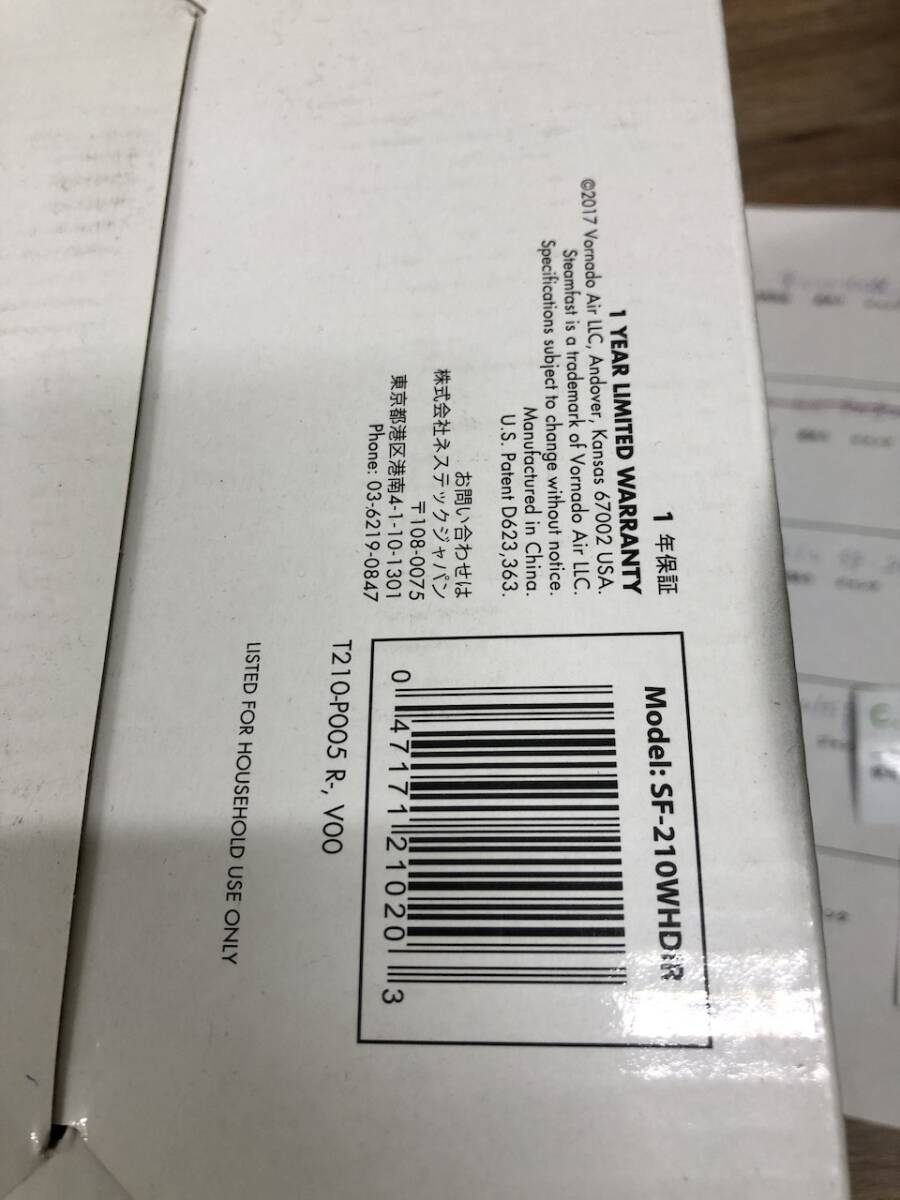 1 年保証
1 YEAR LIMITED WARRANTY
©2017 Vornado Air LLC, Andover, Kansas 67002 USA.
Steamfast is a trademark of Vornado Air LLC.
Specifications subject to change without notice.
Manufactured in China.
U.S. Patent D623,363.
お問い合わせは
株式会社ネステックジャパン
〒108-0075
東京都港区港南4-1-10-1301
Phone: 03-6219-0847
Model: SF-210WHDIR
0 47171 21020 3
T210-P005 R-, V00
LISTED FOR HOUSEHOLD USE ONLY